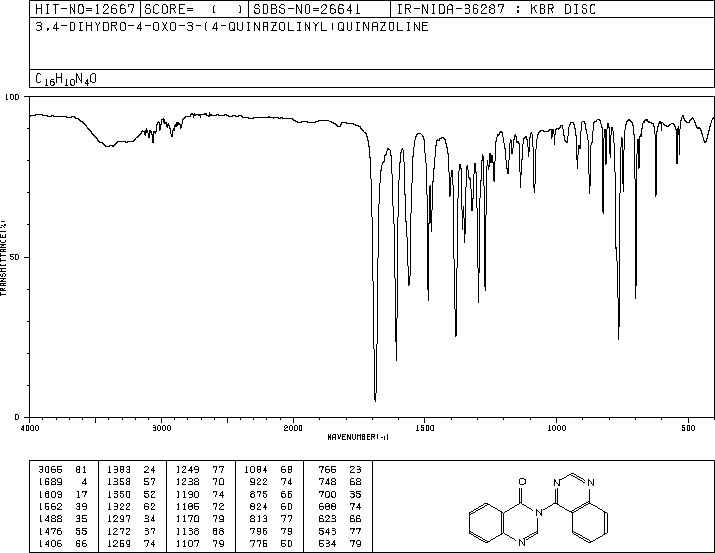 HIT-NO=12667 SCORE= ( ) SDBS-NO=26641 IR-NIDA-36287 : KBR DISC
3,4-DIHYDRO-4-OXO-3-(4-QUINAZOLINYL)QUINAZOLINE
C16H10N4O
100
50
0
TRANSMITTANCE(%)
4000 3000 2000 1500 1000 500
WAVENUMBER(-1)
3065 81 1383 24 1249 77 1084 68 766 23
1689 4 1358 57 1238 70 922 74 748 68
1609 17 1350 52 1190 74 875 66 700 35
1562 39 1322 62 1186 72 824 60 688 74
1488 35 1297 34 1170 79 813 77 623 66
1476 55 1272 37 1138 68 796 79 543 77
1406 66 1269 74 1107 79 776 60 534 79
O N N N N